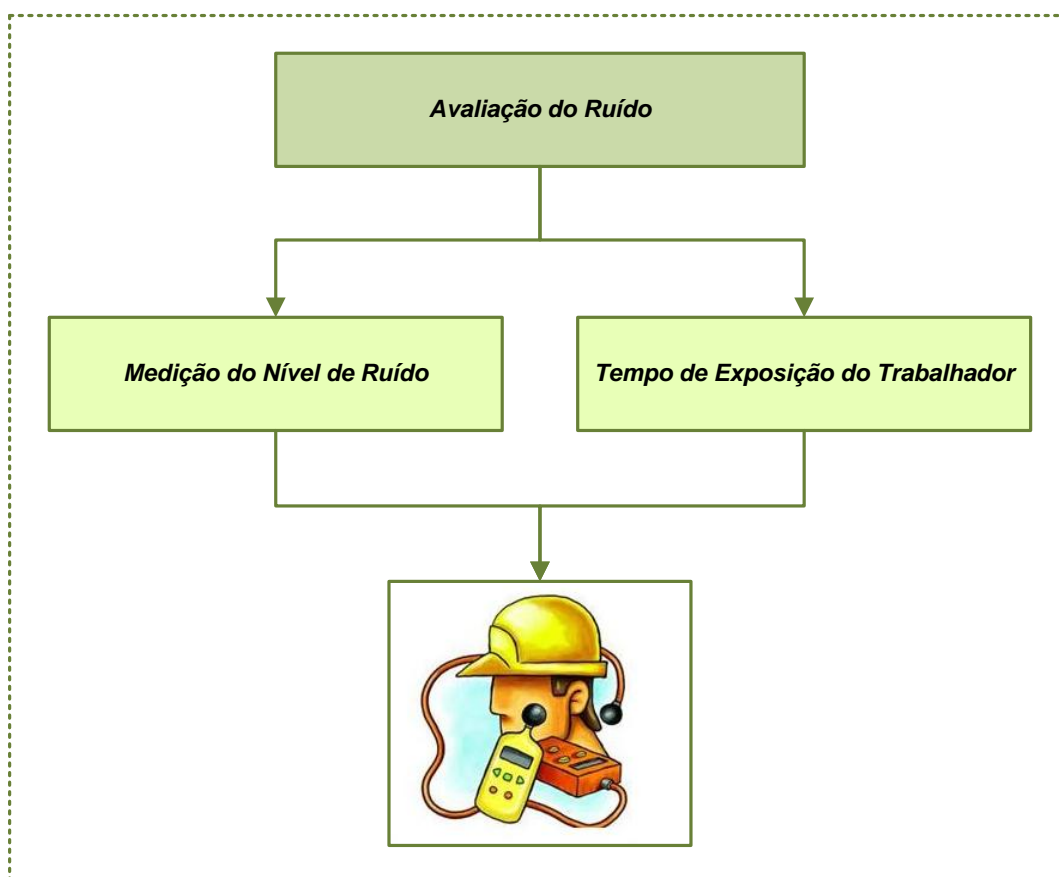 Avaliação do Ruído
Medição do Nível de Ruído
Tempo de Exposição do Trabalhador